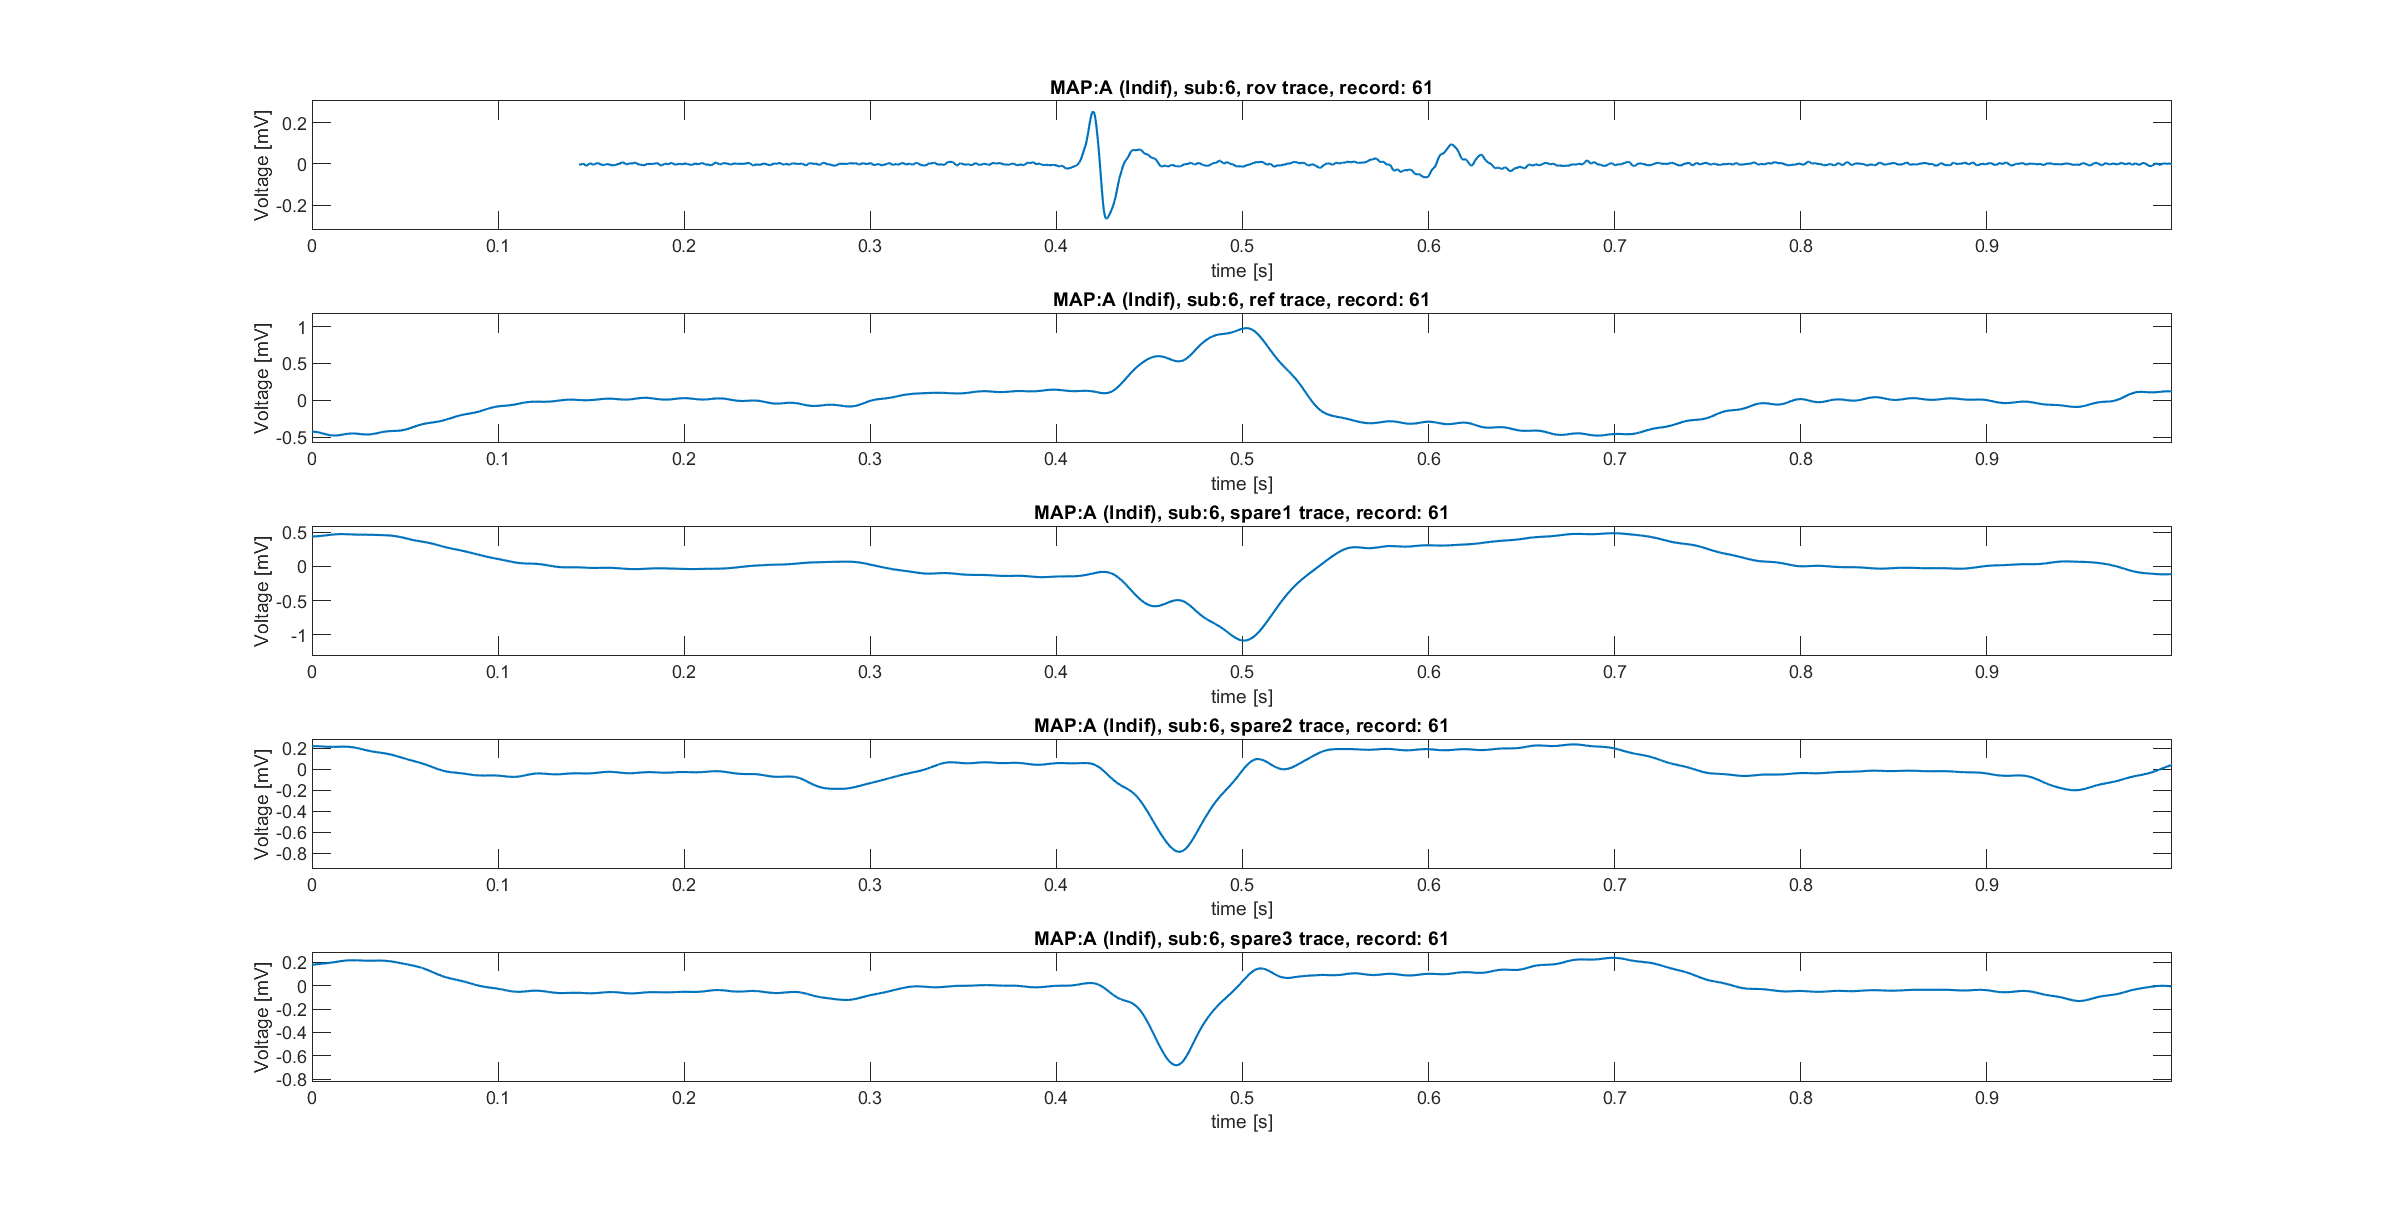 MAP:A (Indif), sub:6, rov trace, record: 61
Voltage [mV]
0.2
0
-0.2
0 0.1 0.2 0.3 0.4 0.5 0.6 0.7 0.8 0.9
time [s]
MAP:A (Indif), sub:6, ref trace, record: 61
Voltage [mV]
1
0.5
0
-0.5
0 0.1 0.2 0.3 0.4 0.5 0.6 0.7 0.8 0.9
time [s]
MAP:A (Indif), sub:6, spare1 trace, record: 61
Voltage [mV]
0.5
0
-0.5
-1
0 0.1 0.2 0.3 0.4 0.5 0.6 0.7 0.8 0.9
time [s]
MAP:A (Indif), sub:6, spare2 trace, record: 61
Voltage [mV]
0.2
0
-0.2
-0.4
-0.6
-0.8
0 0.1 0.2 0.3 0.4 0.5 0.6 0.7 0.8 0.9
time [s]
MAP:A (Indif), sub:6, spare3 trace, record: 61
Voltage [mV]
0.2
0
-0.2
-0.4
-0.6
-0.8
0 0.1 0.2 0.3 0.4 0.5 0.6 0.7 0.8 0.9
time [s]